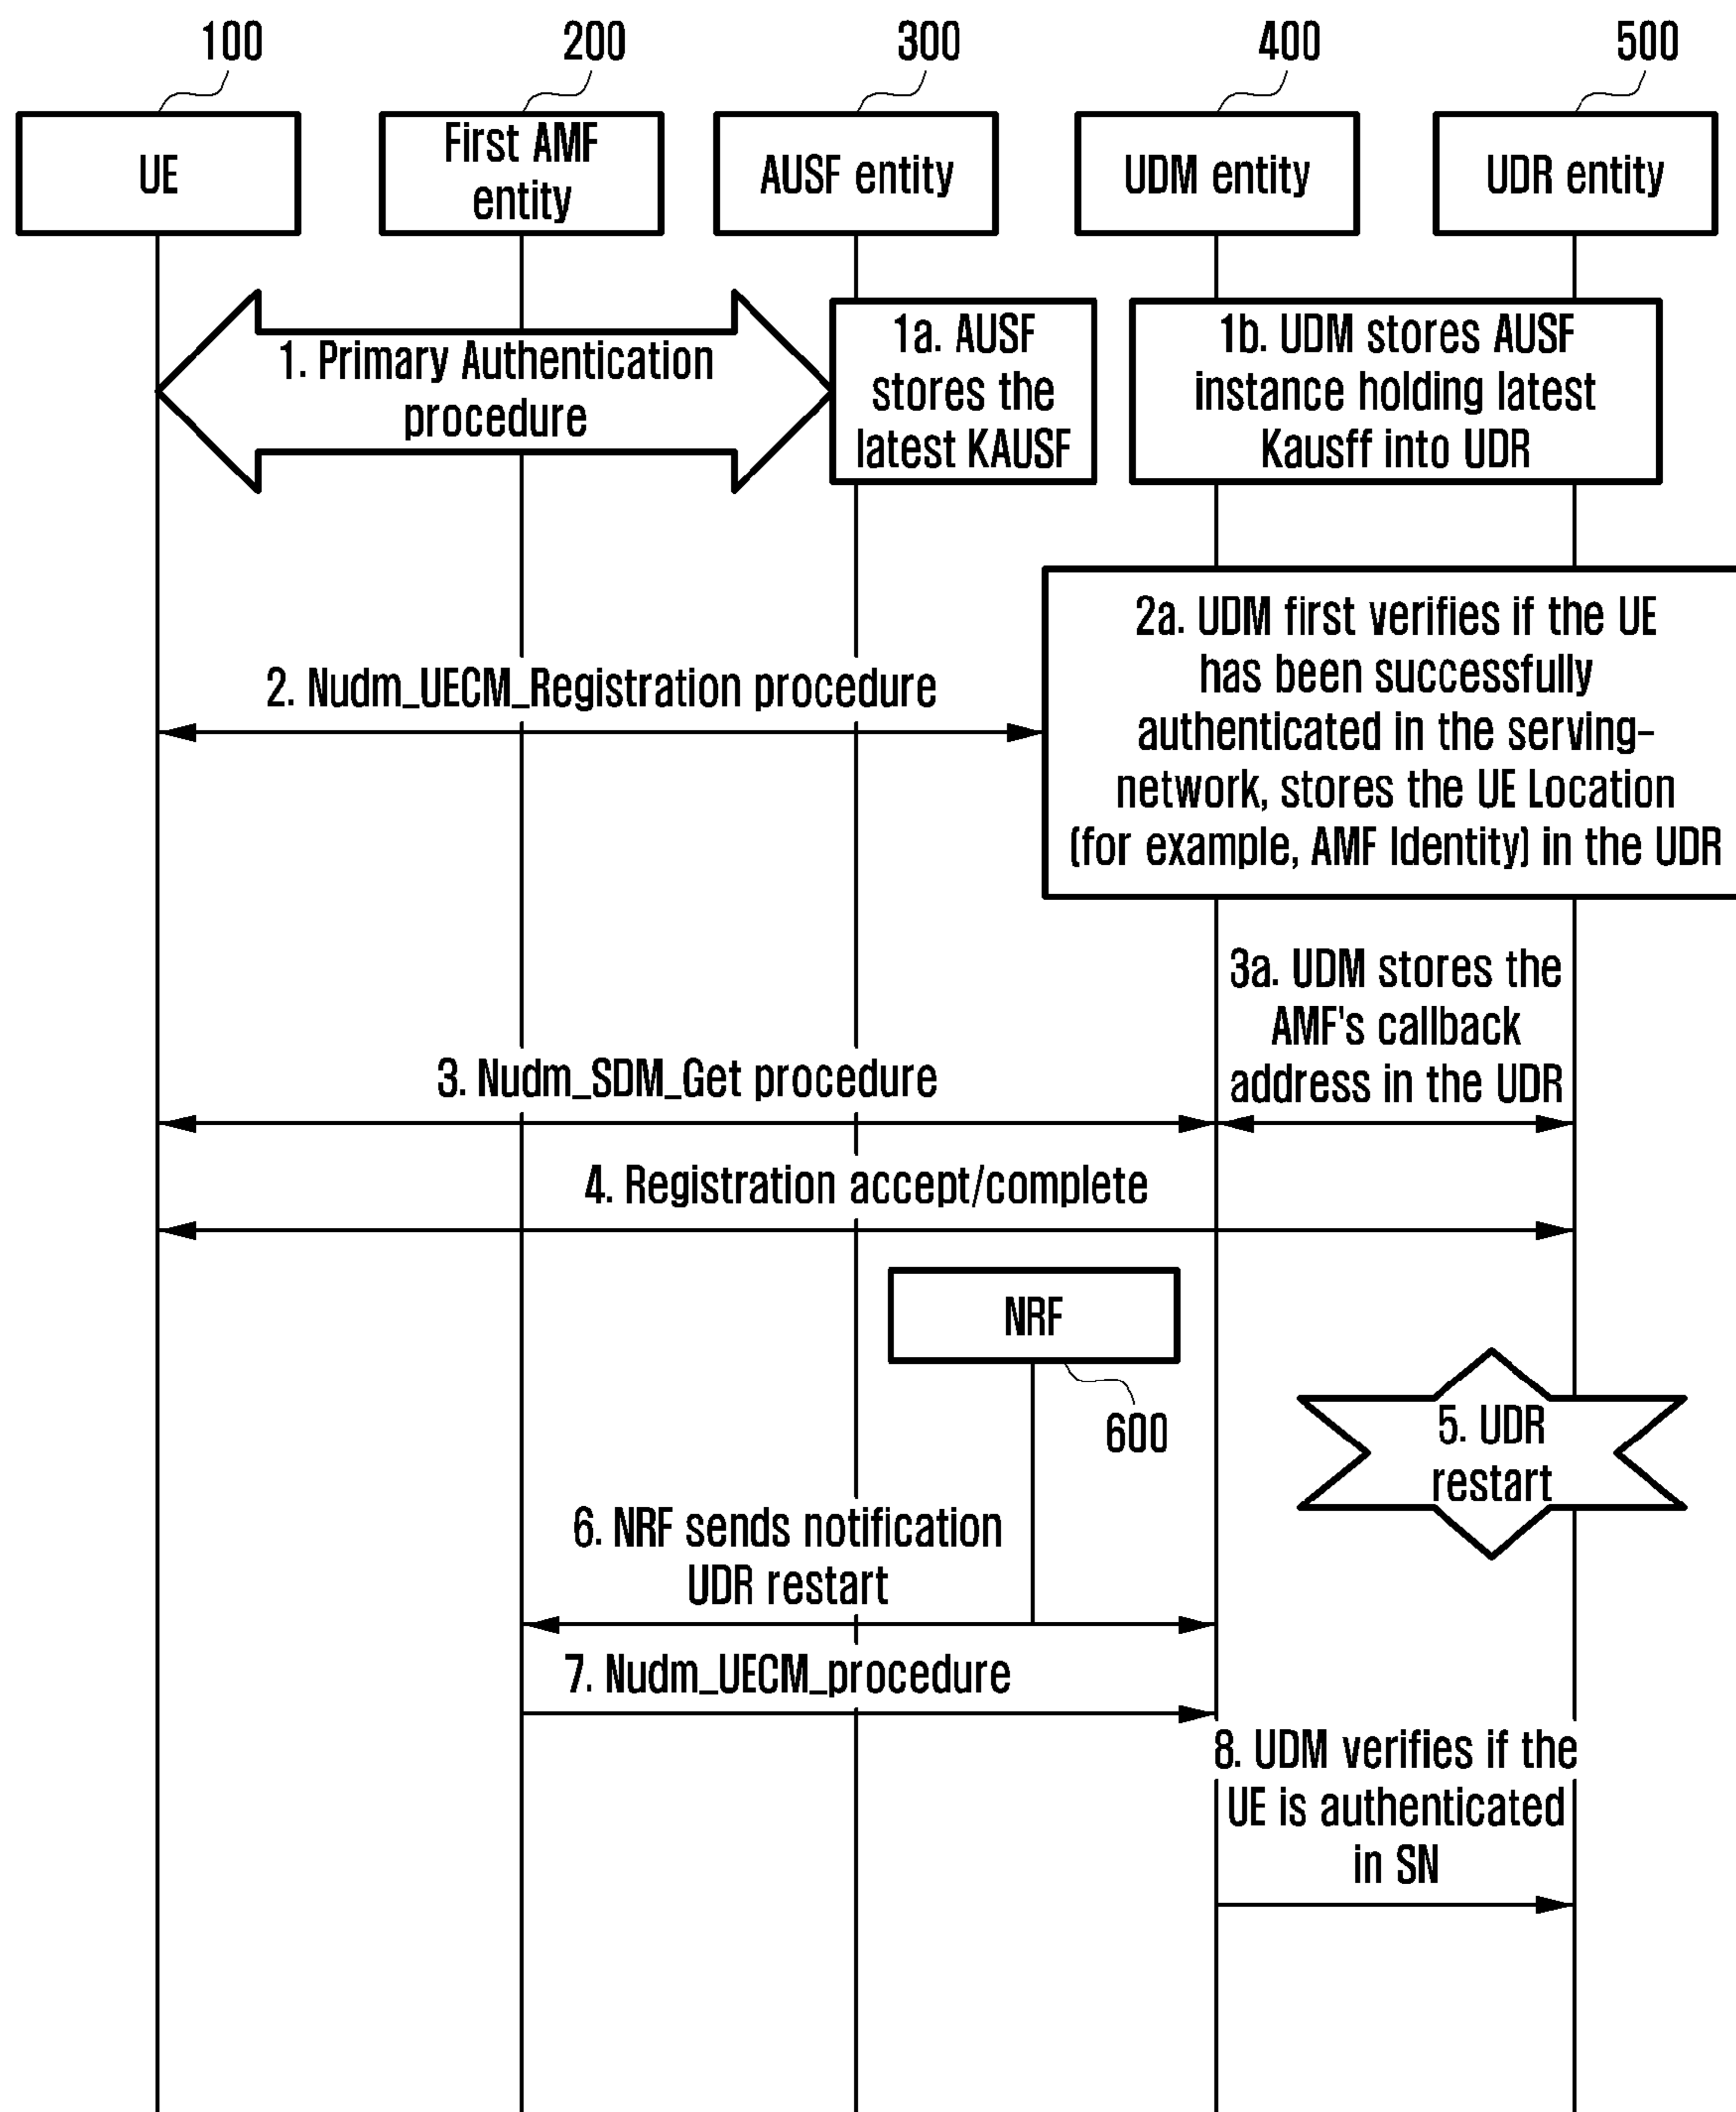 100
200
300
400
500
UE
First AMF
entity
AUSF entity
UDM entity
UDR entity
1. Primary Authentication
procedure
1a. AUSF
stores the
latest KAUSF
1b. UDM stores AUSF
instance holding latest
Kausff into UDR
2. Nudm_UECM_Registration procedure
2a. UDM first verifies if the UE
has been successfully
authenticated in the serving-
network, stores the UE Location
(for example, AMF Identity) in the UDR
3. Nudm_SDM_Get procedure
3a. UDM stores the
AMF's callback
address in the UDR
4. Registration accept/complete
NRF
600
5. UDR
restart
6. NRF sends notification
UDR restart
7. Nudm_UECM_procedure
8. UDM verifies if the
UE is authenticated
in SN